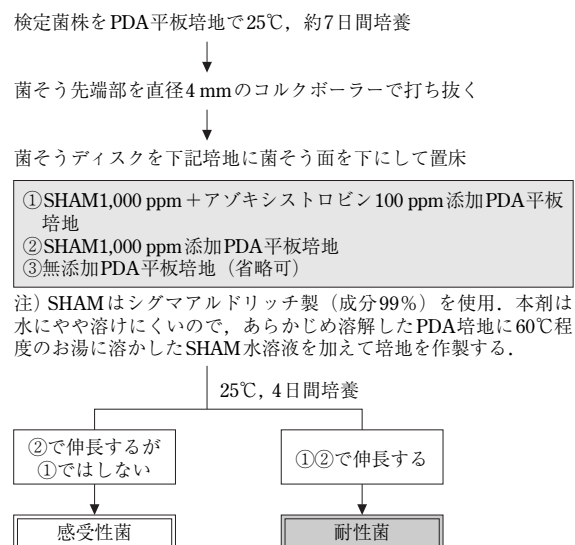 検定菌株をPDA平板培地で25℃，約7日間培養
菌そう先端部を直径4 mmのコルクボーラーで打ち抜く
菌そうディスクを下記培地に菌そう面を下にして置床
①SHAM1,000 ppm＋アゾキシストロビン100 ppm添加PDA平板
培地
②SHAM1,000 ppm添加PDA平板培地
③無添加PDA平板培地（省略可）
注）SHAMはシグマアルドリッチ製（成分99%）を使用．本剤は
水にやや溶けにくいので，あらかじめ溶解したPDA培地に60℃程
度のお湯に溶かしたSHAM水溶液を加えて培地を作製する．
25℃, 4日間培養
②で伸長するが
①ではしない
①②で伸長する
感受性菌
耐性菌